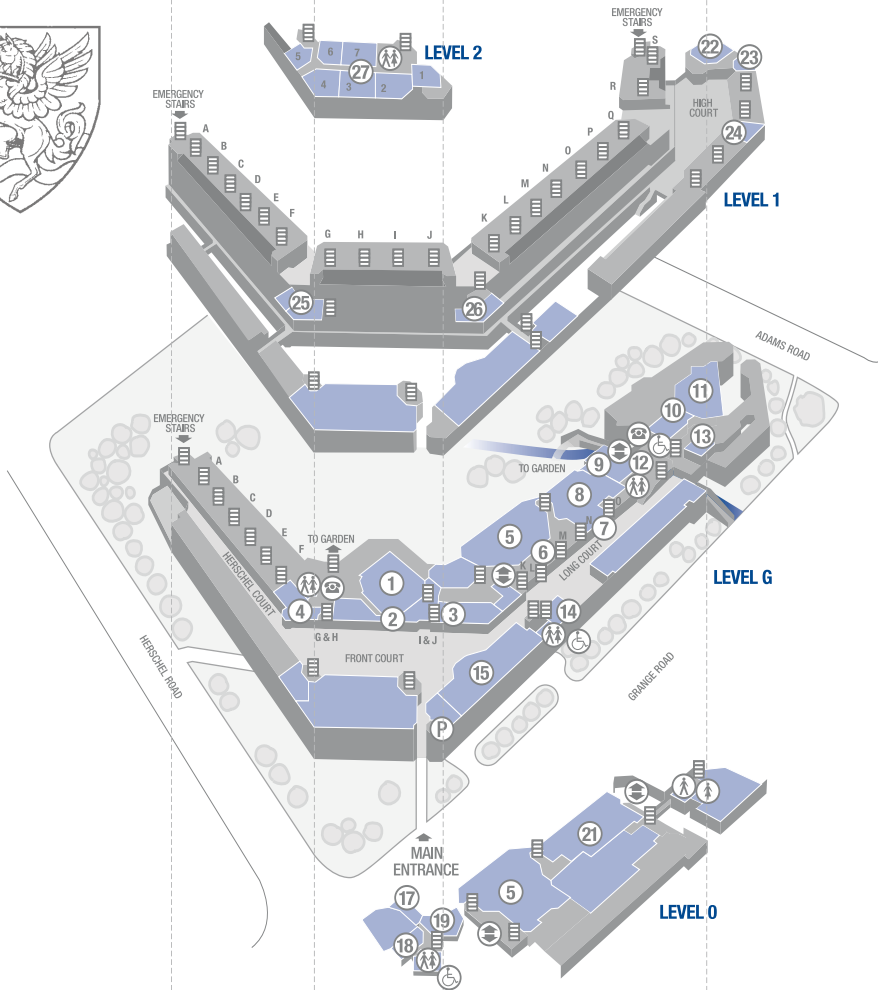 EMERGENCY
STAIRS
S
LEVEL 2
5
6
7
27
4
3
2
1
22
23
R
HIGH
COURT
Q
24
EMERGENCY
STAIRS
A
B
C
D
E
F
G
H
I
J
K
L
M
N
O
P
LEVEL 1
25
26
ADAMS ROAD
EMERGENCY
STAIRS
A
B
C
D
E
F
TO GARDEN
TO GARDEN
11
10
13
9
12
8
O
N
7
5
M
6
K
L
LONG COURT
HERSCHEL COURT
1
4
2
3
14
G & H
I & J
LEVEL G
FRONT COURT
HERSCHEL ROAD
15
GRANGE ROAD
P
MAIN
ENTRANCE
21
5
17
19
18
LEVEL 0